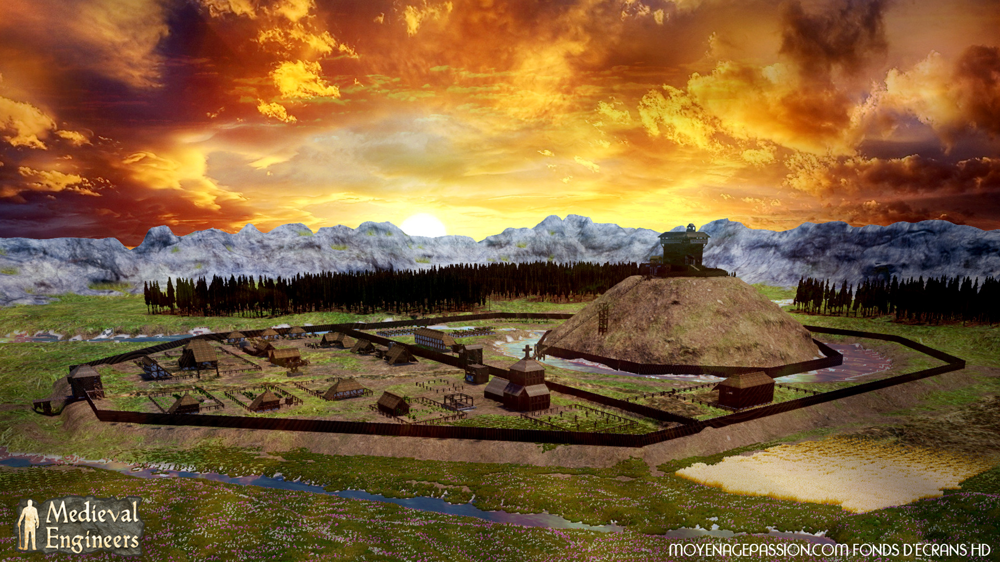 Medieval
Engineers
MOYENAGEPASSION.COM FONDS D'ECRANS HD